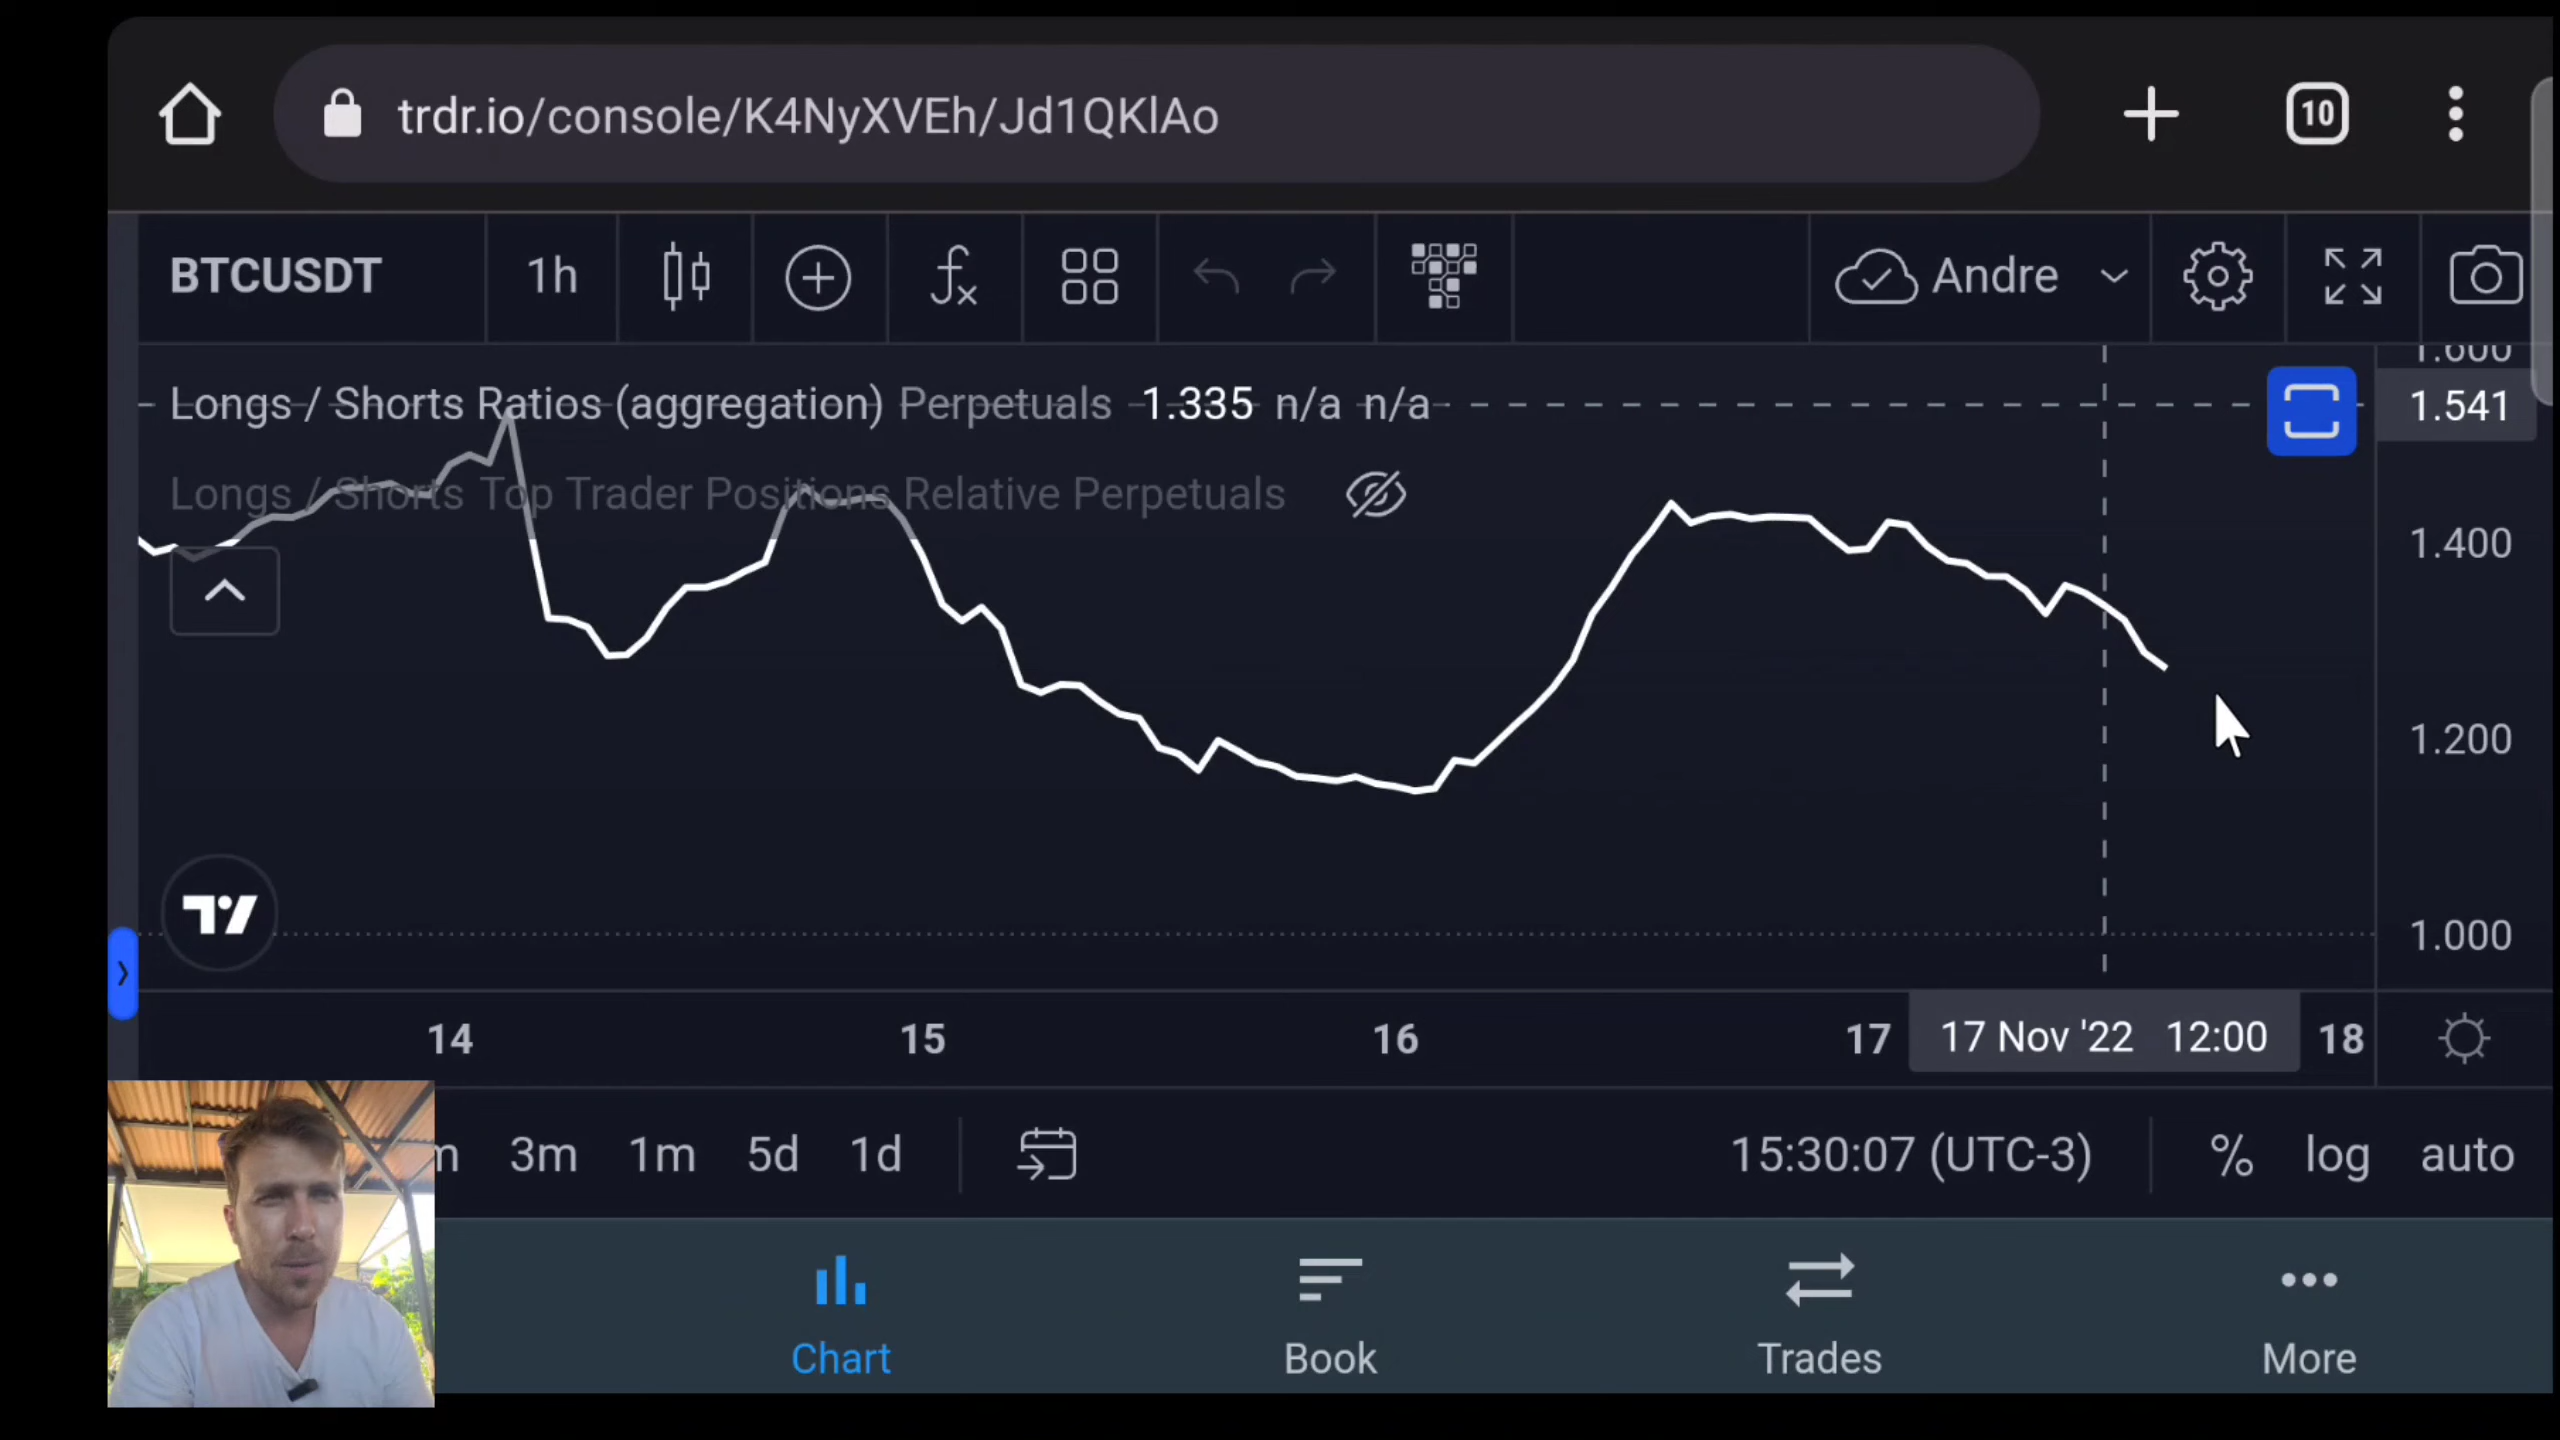 trdr.io/console/K4NyXVEh/Jd1QKlAo
10
BTCUSDT 1h Andre
Longs / Shorts Ratios (aggregation) Perpetuals 1.335 n/a n/a
Longs / Shorts Top Trader Positions Relative Perpetuals
1.600
1.541
1.400
1.200
1.000
14 15 16 17 17 Nov '22 12:00 18
m 3m 1m 5d 1d 15:30:07 (UTC-3) % log auto
Chart Book Trades More